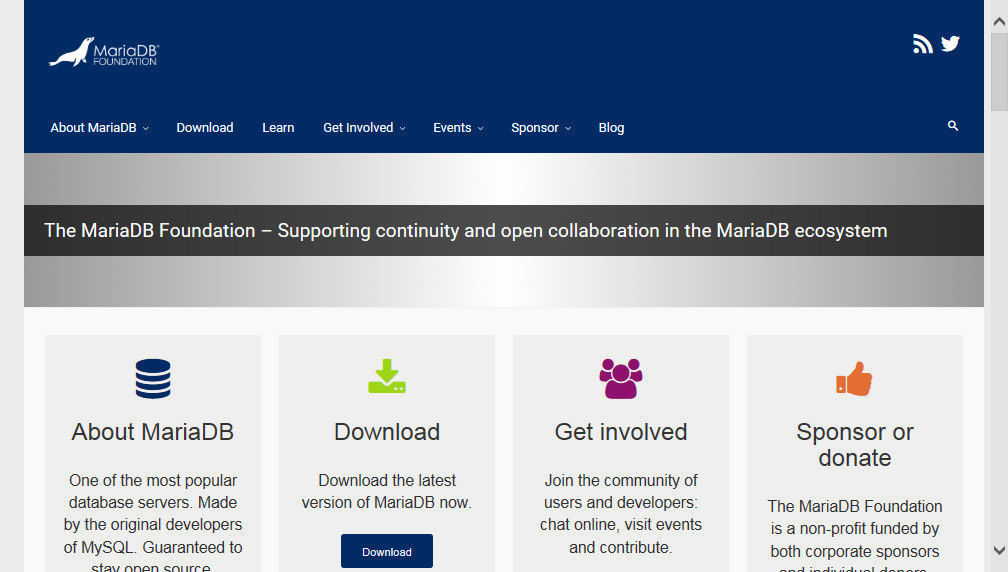 MariaDB
FOUNDATION
About MariaDB Download Learn Get Involved Events Sponsor Blog
The MariaDB Foundation – Supporting continuity and open collaboration in the MariaDB ecosystem
About MariaDB
One of the most popular
database servers. Made
by the original developers
of MySQL. Guaranteed to
stay open source.
Download
Download the latest
version of MariaDB now.
Download
Get involved
Join the community of
users and developers:
chat online, visit events
and contribute.
Sponsor or
donate
The MariaDB Foundation
is a non-profit funded by
both corporate sponsors
and individual donors